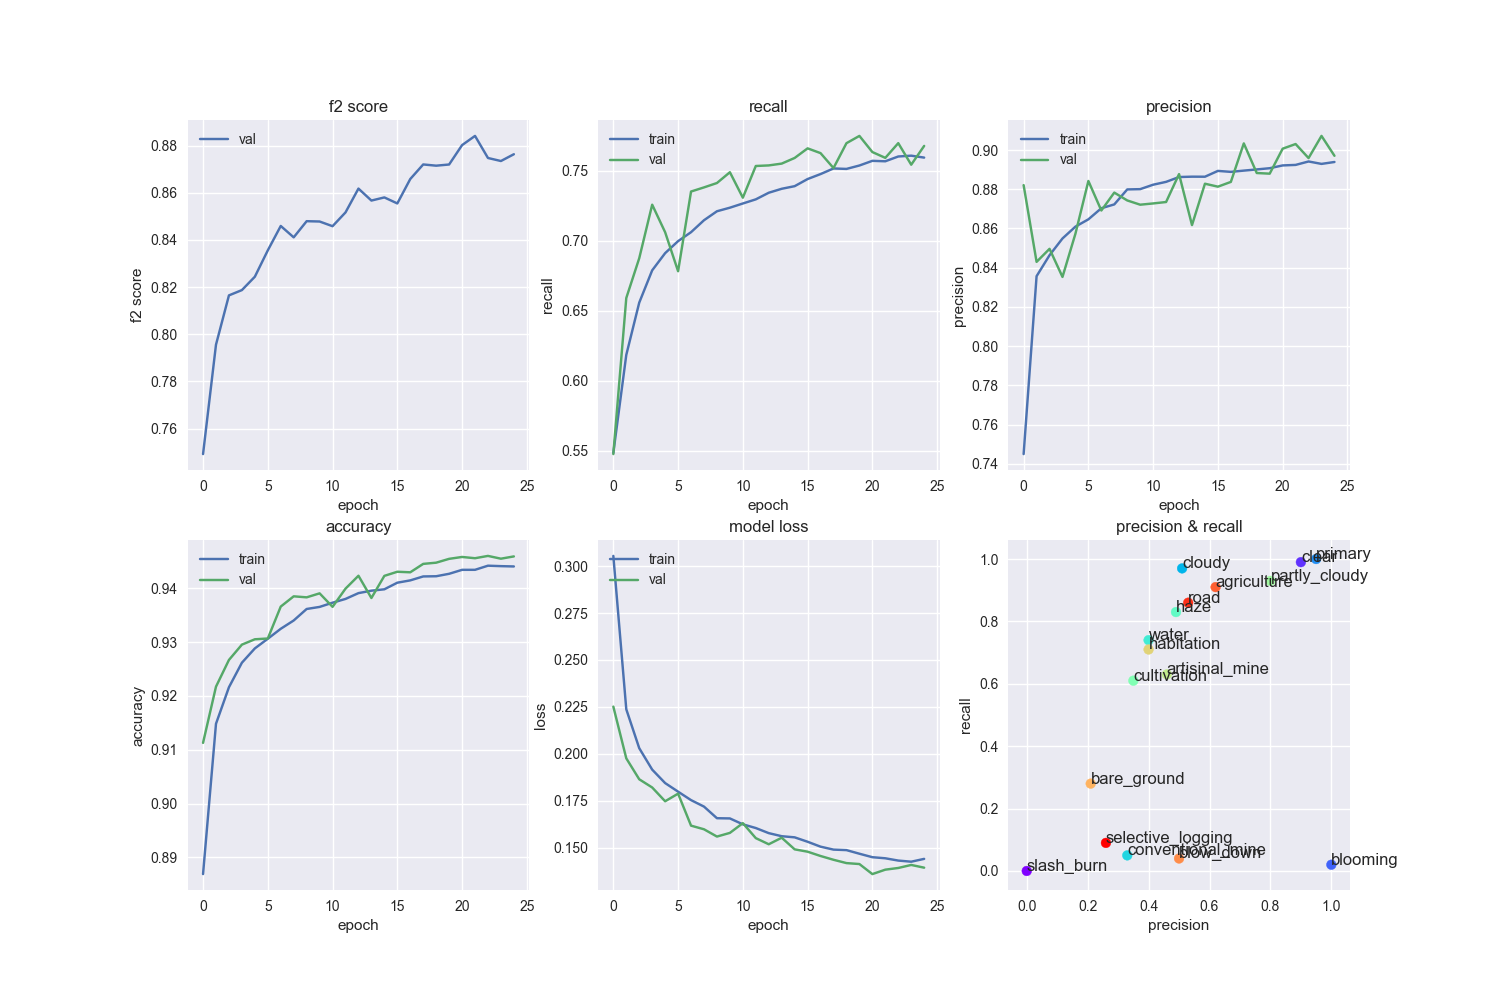 f2 score
val
0.88
0.86
0.84
0.82
0.80
0.78
0.76
f2 score
0 5 10 15 20 25
epoch
recall
train
val
0.75
0.70
0.65
0.60
0.55
recall
0 5 10 15 20 25
epoch
precision
train
val
0.90
0.88
0.86
0.84
0.82
0.80
0.78
0.76
0.74
precision
0 5 10 15 20 25
epoch
accuracy
train
val
0.94
0.93
0.92
0.91
0.90
0.89
accuracy
0 5 10 15 20 25
epoch
model loss
train
val
0.300
0.275
0.250
0.225
0.200
0.175
0.150
loss
0 5 10 15 20 25
epoch
precision & recall
1.0
0.8
0.6
0.4
0.2
0.0
recall
primary
clear
cloudy
partly_cloudy
agriculture
road
haze
water
habitation
artisinal_mine
cultivation
bare_ground
selective_logging
conventional_mine
blow_down
blooming
slash_burn
0.0 0.2 0.4 0.6 0.8 1.0
precision